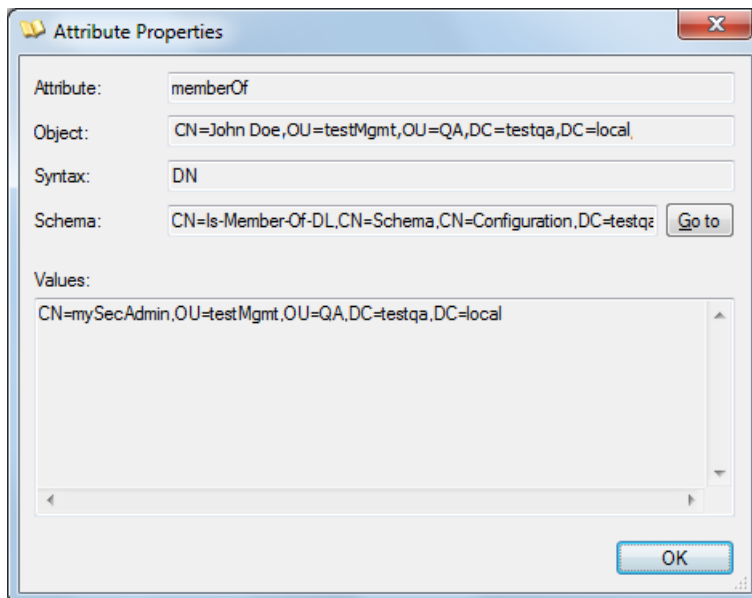 Attribute Properties
Attribute: memberOf
Object: CN=John Doe,OU=testMgmt,OU=QA,DC=testqa,DC=local,
Syntax: DN
Schema: CN=Is-Member-Of-DL,CN=Schema,CN=Configuration,DC=testqa Go to
Values:
CN=mySecAdmin,OU=testMgmt,OU=QA,DC=testqa,DC=local
OK